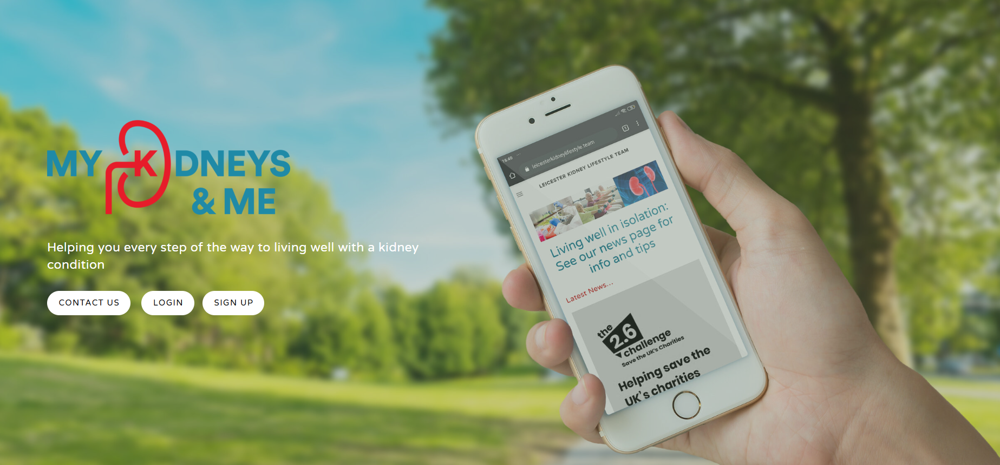 MY KIDNEYS
& ME
Helping you every step of the way to living well with a kidney
condition
CONTACT US
LOGIN
SIGN UP
16:40 ...
1
leicesterkidneylifestyle.team
LEICESTER KIDNEY LIFESTYLE TEAM
Living well in isolation:
See our news page for
info and tips
Latest News...
the
2.6
challenge
Save the UK's Charities
Helping save the
UK's charities